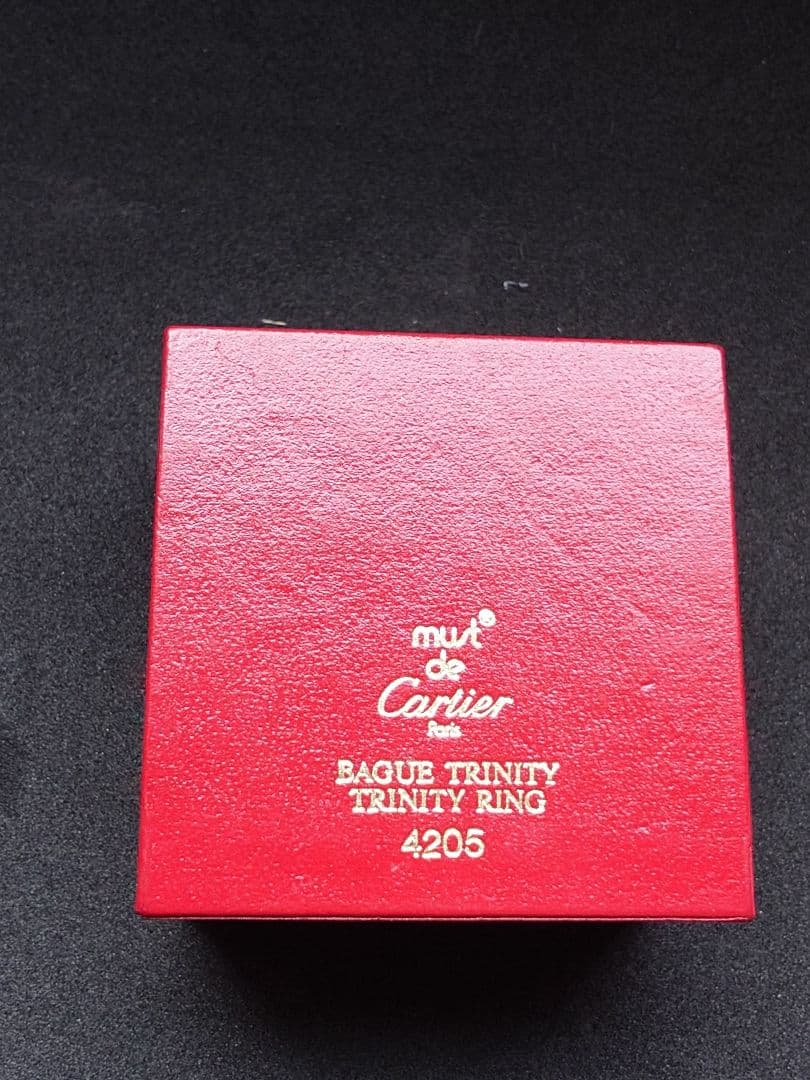 must®
de
Cartier
Paris
BAGUE TRINITY
TRINITY RING
4205